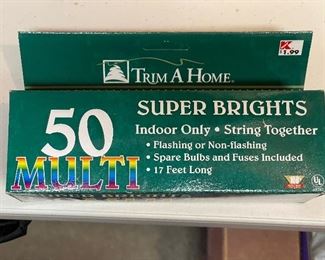 K
$1.99
TRIM A HOME
50
MULTI
SUPER BRIGHTS
Indoor Only • String Together
• Flashing or Non-flashing
• Spare Bulbs and Fuses Included
• 17 Feet Long
UL